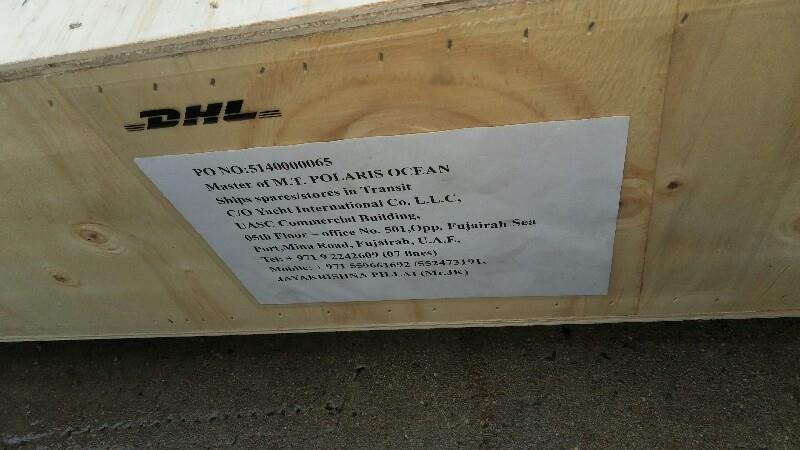 DHL
PO NO:5140000065
Master of M.T. POLARIS OCEAN
Ships spares/stores in Transit
C/O Yacht International Co. L.L.C,
UASC Commercial Building,
05th Floor – office No. 501,Opp. Fujairah Sea
Port,Mina Road, Fujairah, U.A.E,
Tel: + 971 9 2242609 (07 lines)
Mobile: + 971 559661692 /552473191,
JAYAKRISHNA PILLAI (Mr.JK)